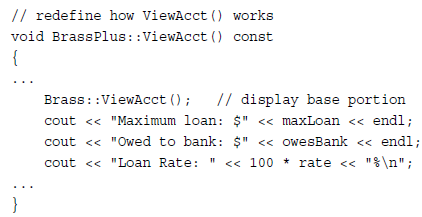 // redefine how ViewAcct() works
void BrassPlus::ViewAcct() const
{
...
    Brass::ViewAcct();   // display base portion
    cout << "Maximum loan: $" << maxLoan << endl;
    cout << "Owed to bank: $" << owesBank << endl;
    cout << "Loan Rate: " << 100 * rate << "%\n";
...
}